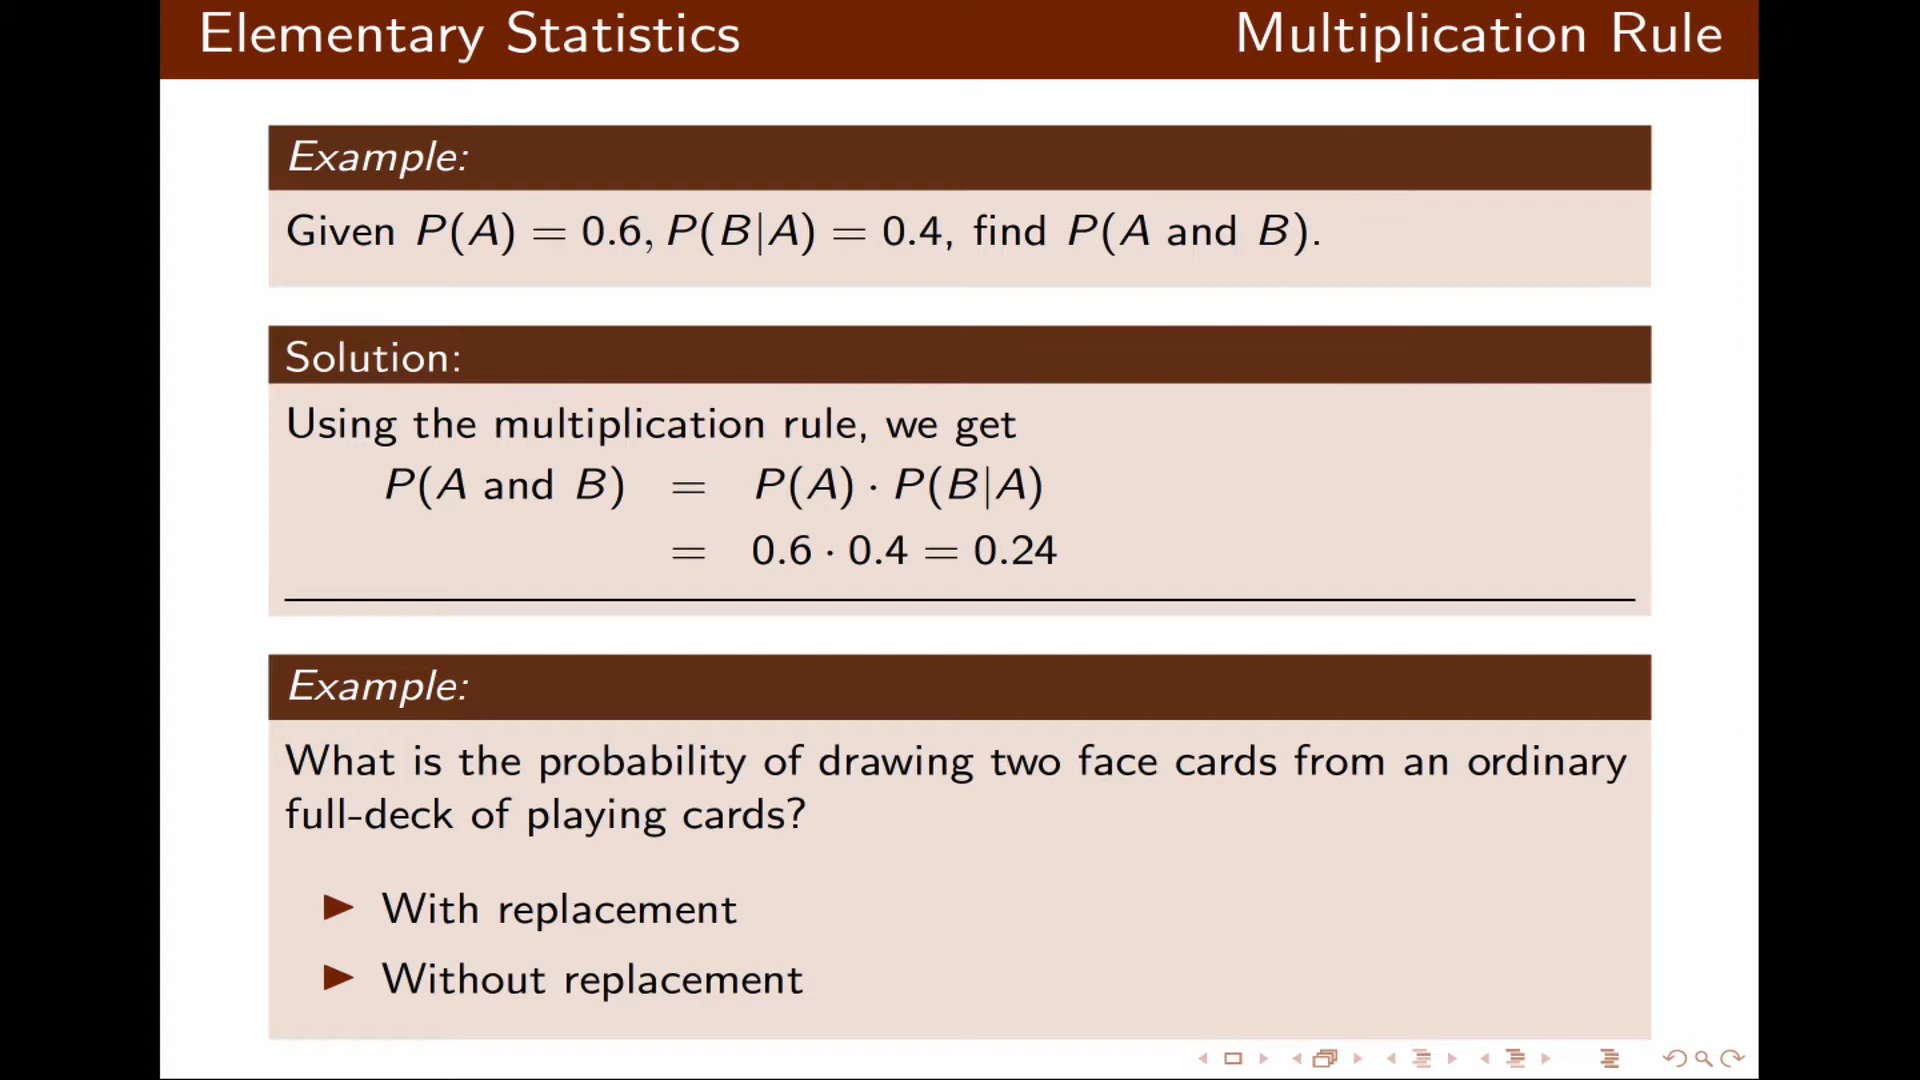 Elementary Statistics Multiplication Rule
Example:
Given P(A) = 0.6, P(B|A) = 0.4, find P(A and B).
Solution:
Using the multiplication rule, we get
P(A and B) = P(A) · P(B|A)
= 0.6 · 0.4 = 0.24
Example:
What is the probability of drawing two face cards from an ordinary
full-deck of playing cards?
▶ With replacement
▶ Without replacement